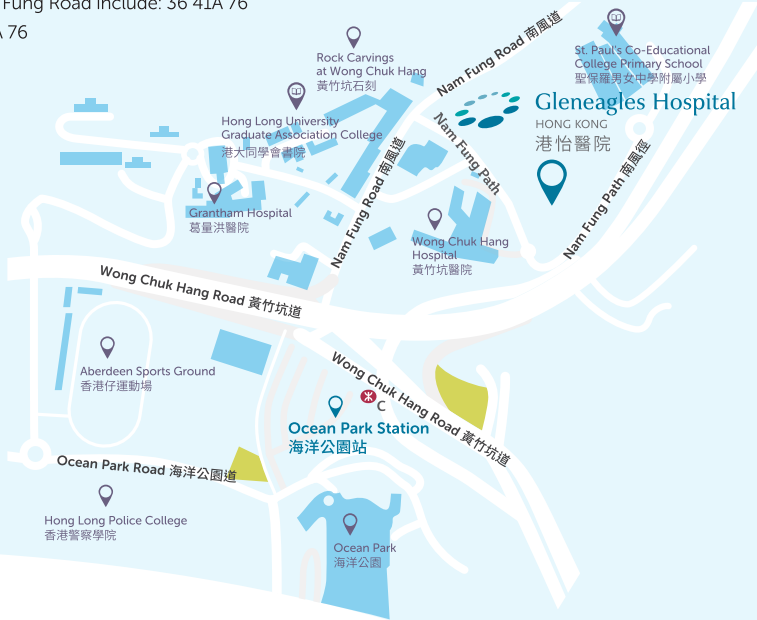 Fung Road include: 36 41A 76
A 76
Rock Carvings
at Wong Chuk Hang
黃竹坑石刻
Nam Fung Road 南風道
St. Paul's Co-Educational
College Primary School
聖保羅男女中學附屬小學
Hong Long University
Graduate Association College
港大同學會書院
Gleneagles Hospital
HONG KONG
港怡醫院
Nam Fung Path
Nam Fung Road 南風道
Nam Fung Path 南風徑
Grantham Hospital
葛量洪醫院
Wong Chuk Hang
Hospital
黃竹坑醫院
Wong Chuk Hang Road 黃竹坑道
Aberdeen Sports Ground
香港仔運動場
Wong Chuk Hang Road 黃竹坑道
C
Ocean Park Station
海洋公園站
Ocean Park Road 海洋公園道
Hong Long Police College
香港警察學院
Ocean Park
海洋公園